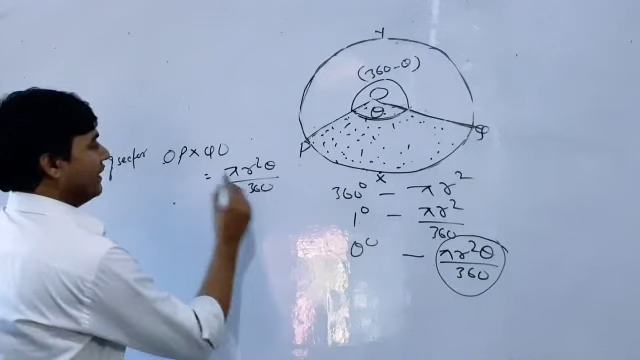 Y
(360-θ)
O
θ
P
Q
X
sector OPXQO
= πr²θ
360
360° - πr²
1° - πr²
360
θ° - πr²θ
360